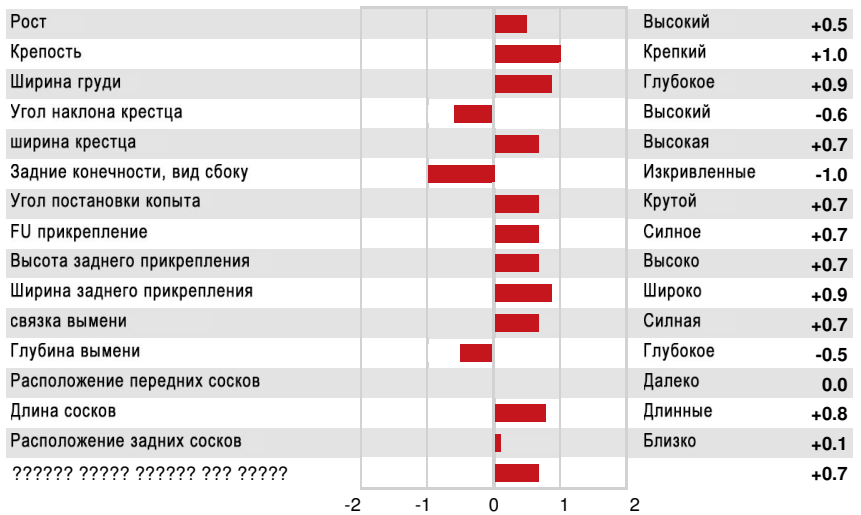 Рост Высокий +0.5
Крепость Крепкий +1.0
Ширина груди Глубокое +0.9
Угол наклона крестца Высокий -0.6
ширина крестца Высокая +0.7
Задние конечности, вид сбоку Изкривленные -1.0
Угол постановки копыта Крутой +0.7
FU прикрепление Силное +0.7
Высота заднего прикрепления Высоко +0.7
Ширина заднего прикрепления Широко +0.9
связка вымени Силная +0.7
Глубина вымени Глубокое -0.5
Расположение передних сосков Далеко 0.0
Длина сосков Длинные +0.8
Расположение задних сосков Близко +0.1
?????? ????? ?????? ??? ????? +0.7
-2 -1 0 1 2